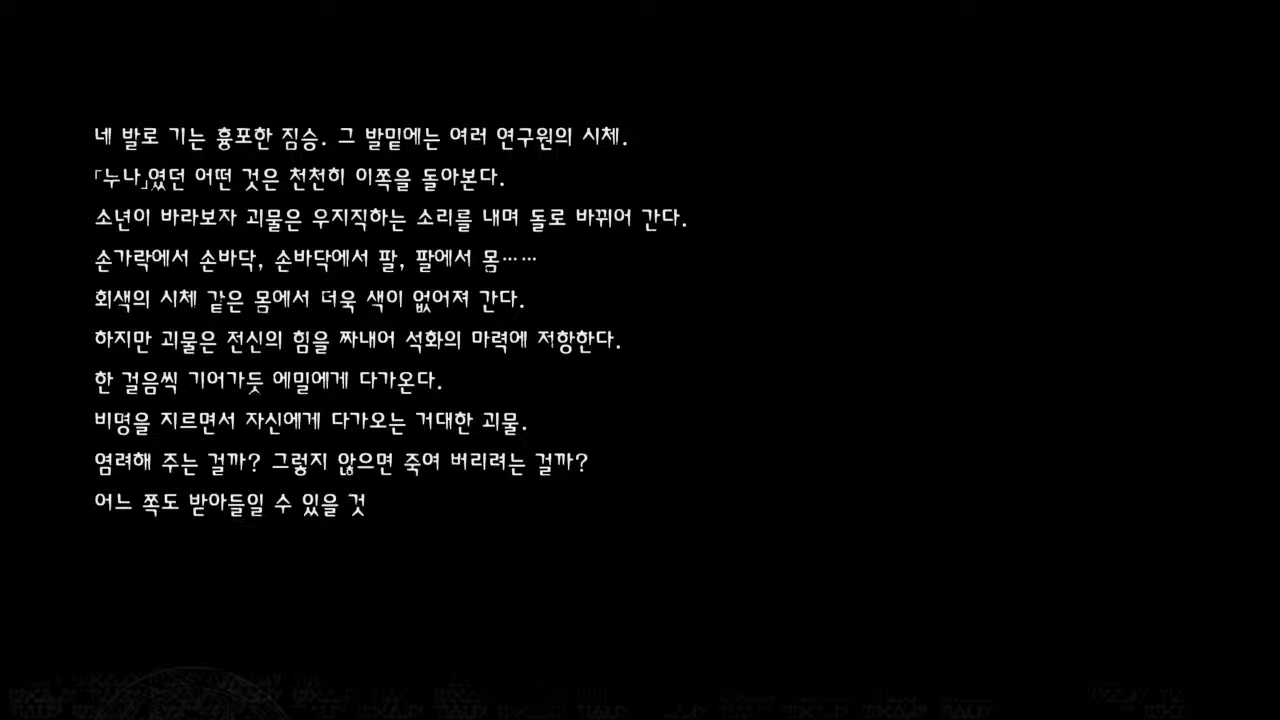 네 발로 기는 흉포한 짐승. 그 발밑에는 여러 연구원의 시체.
「누나」였던 어떤 것은 천천히 이쪽을 돌아본다.
소년이 바라보자 괴물은 우지직하는 소리를 내며 돌로 바뀌어 간다.
손가락에서 손바닥, 손바닥에서 팔, 팔에서 몸……
회색의 시체 같은 몸에서 더욱 색이 없어져 간다.
하지만 괴물은 전신의 힘을 짜내어 석화의 마력에 저항한다.
한 걸음씩 기어가듯 에밀에게 다가온다.
비명을 지르면서 자신에게 다가오는 거대한 괴물.
염려해 주는 걸까? 그렇지 않으면 죽여 버리려는 걸까?
어느 쪽도 받아들일 수 있을 것